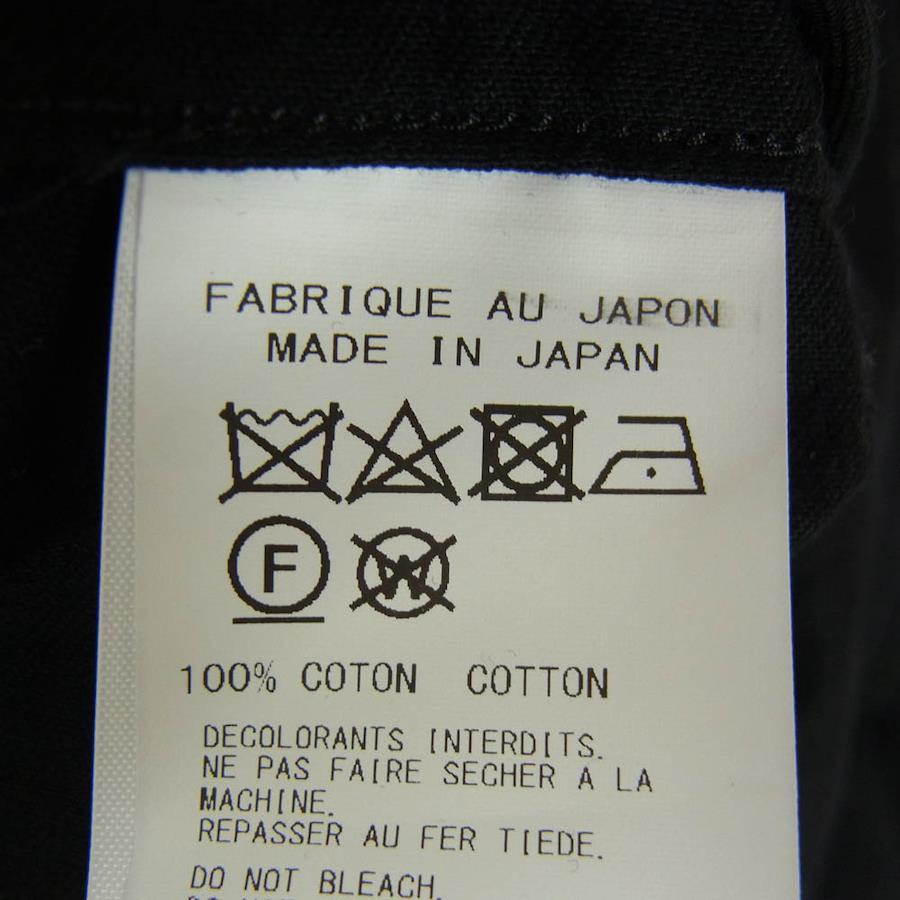 FABRIQUE AU JAPON
MADE IN JAPAN
F W
100% COTON COTTON
DECOLORANTS INTERDITS.
NE PAS FAIRE SECHER A LA
MACHINE.
REPASSER AU FER TIEDE.
DO NOT BLEACH.